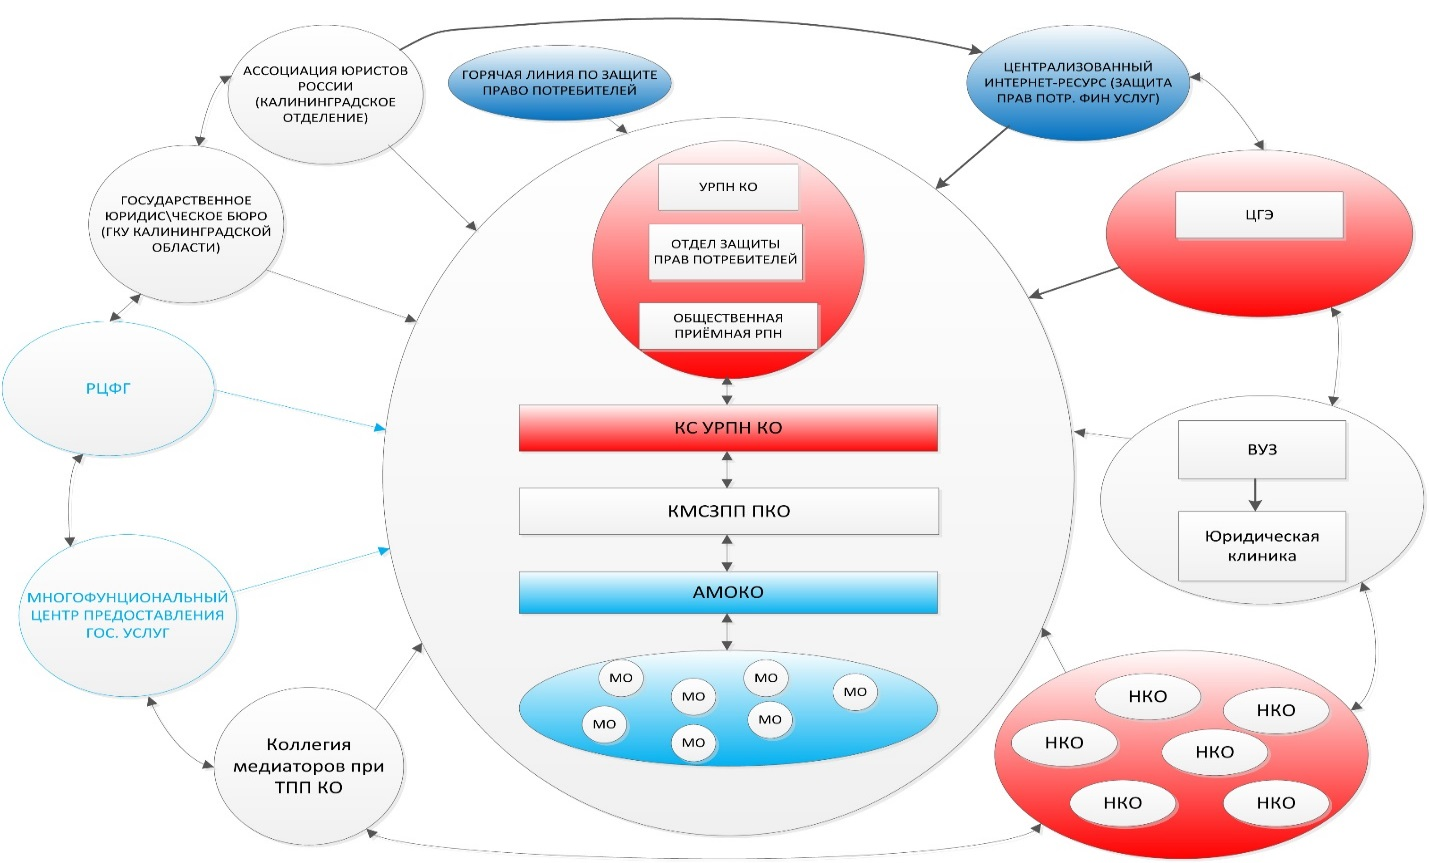 АССОЦИАЦИЯ ЮРИСТОВ
РОССИИ
(КАЛИНИНГРАДСКОЕ
ОТДЕЛЕНИЕ)
ГОРЯЧАЯ ЛИНИЯ ПО ЗАЩИТЕ
ПРАВО ПОТРЕБИТЕЛЕЙ
ЦЕНТРАЛИЗОВАННЫЙ
ИНТЕРНЕТ-РЕСУРС (ЗАЩИТА
ПРАВ ПОТР. ФИН УСЛУГ)
ГОСУДАРСТВЕННОЕ
ЮРИДИС\ЧЕСКОЕ БЮРО
(ГКУ КАЛИНИНГРАДСКОЙ
ОБЛАСТИ)
УРПН КО
ОТДЕЛ ЗАЩИТЫ
ПРАВ ПОТРЕБИТЕЛЕЙ
ОБЩЕСТВЕННАЯ
ПРИЁМНАЯ РПН
ЦГЭ
РЦФГ
КС УРПН КО
КМСЗПП ПКО
АМОКО
ВУЗ
Юридическая
клиника
МНОГОФУНЦИОНАЛЬНЫЙ
ЦЕНТР ПРЕДОСТАВЛЕНИЯ
ГОС. УСЛУГ
МО
МО
МО
МО
МО
МО
МО
Коллегия
медиаторов при
ТПП КО
НКО
НКО
НКО
НКО
НКО
НКО